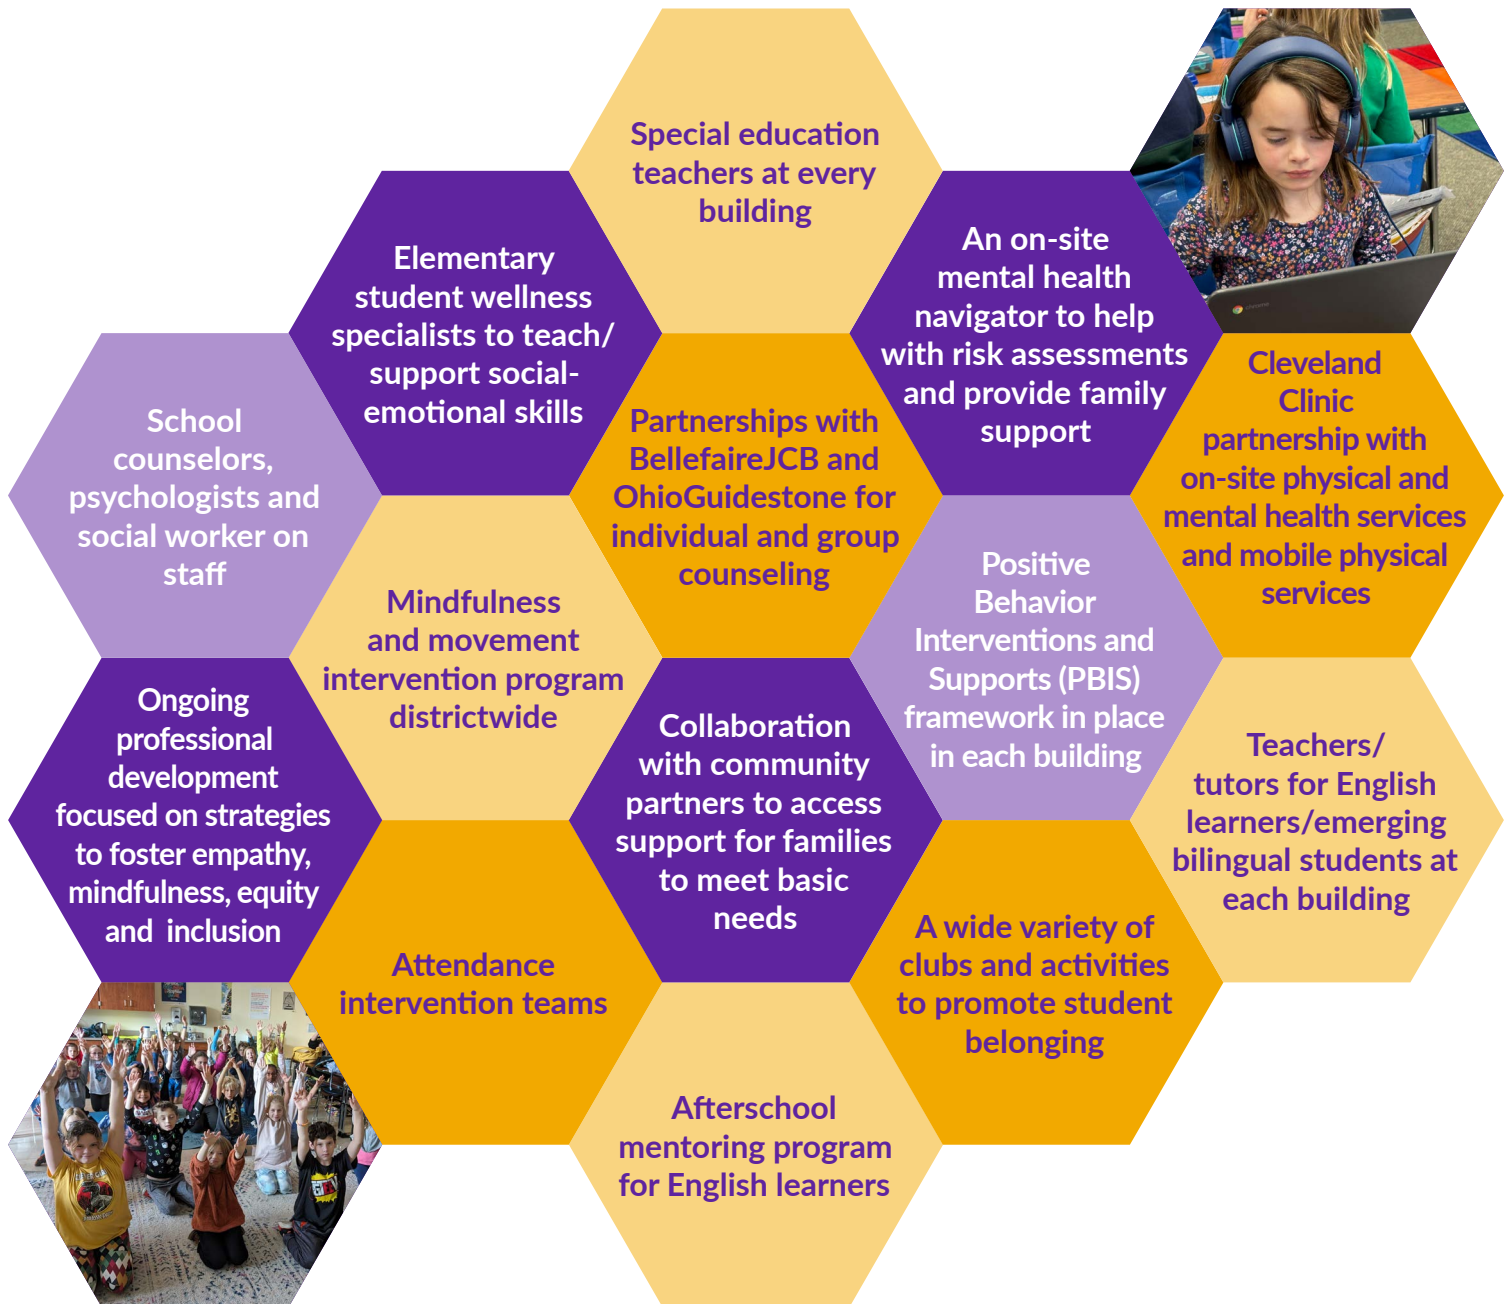 Special education
teachers at every
building
Elementary
student wellness
specialists to teach/
support social-
emotional skills
An on-site
mental health
navigator to help
with risk assessments
and provide family
support
chrome
School
counselors,
psychologists and
social worker on
staff
Partnerships with
BellefaireJCB and
OhioGuidestone for
individual and group
counseling
Cleveland
Clinic
partnership with
on-site physical and
mental health services
and mobile physical
services
Mindfulness
and movement
intervention program
districtwide
Positive
Behavior
Interventions and
Supports (PBIS)
framework in place
in each building
Ongoing
professional
development
focused on strategies
to foster empathy,
mindfulness, equity
and  inclusion
Collaboration
with community
partners to access
support for families
to meet basic
needs
Teachers/
tutors for English
learners/emerging
bilingual students at
each building
Attendance
intervention teams
A wide variety of
clubs and activities
to promote student
belonging
Afterschool
mentoring program
for English learners